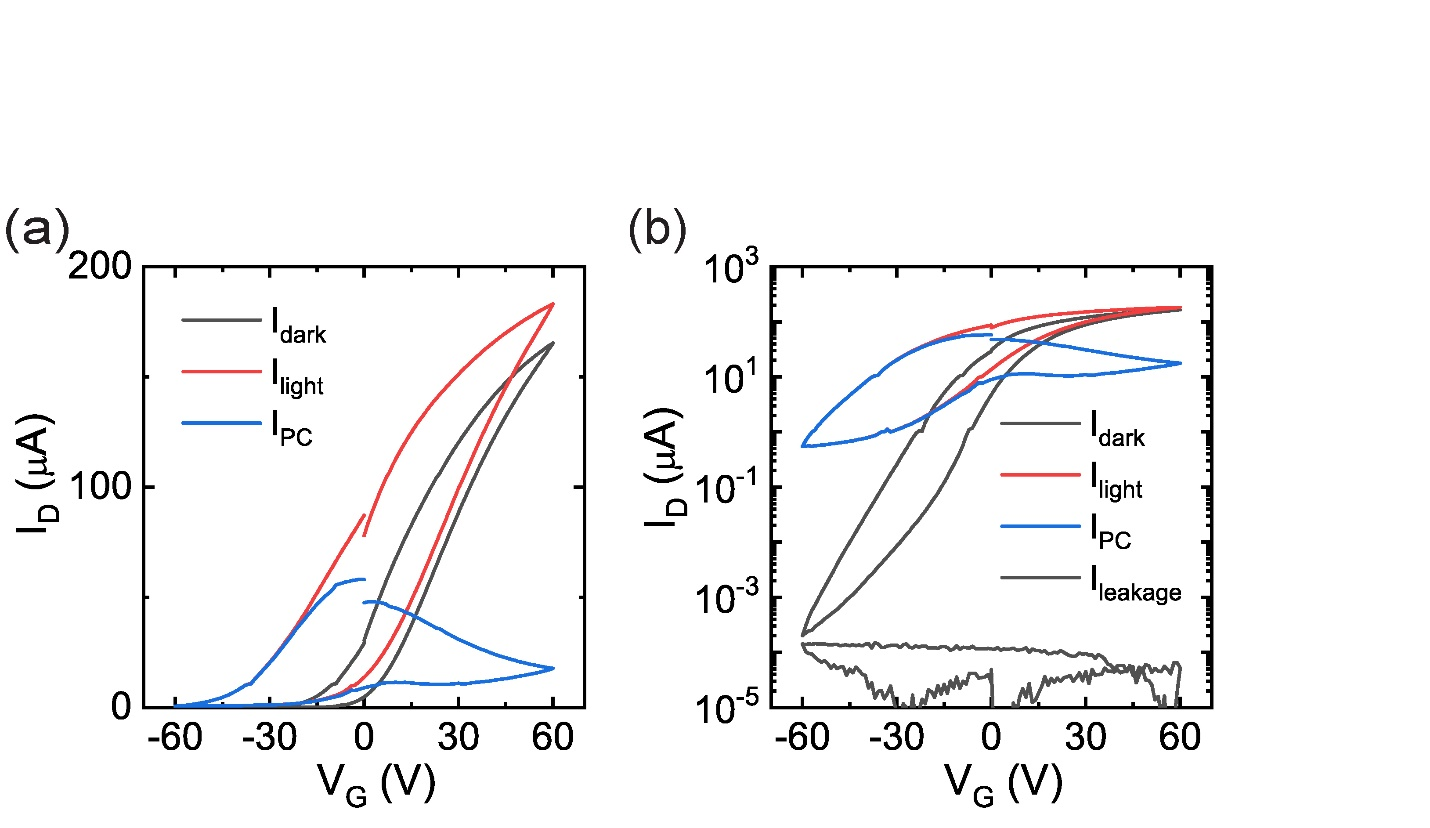 (a)
200
100
0
I_D (μA)
I_dark
I_light
I_PC
-60 -30 0 30 60
V_G (V)
(b)
10^3
10^1
10^-1
10^-3
10^-5
I_D (μA)
I_dark
I_light
I_PC
I_leakage
-60 -30 0 30 60
V_G (V)